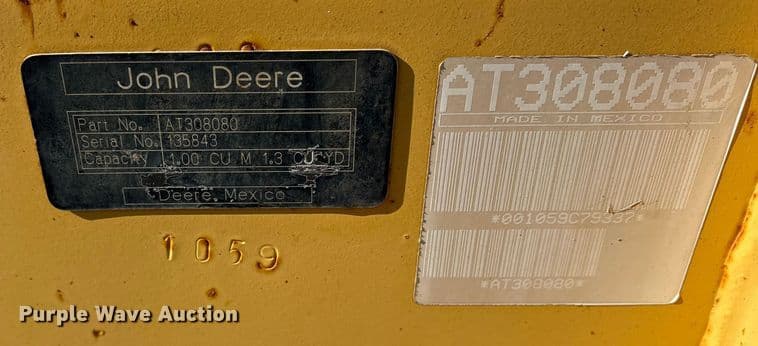 John Deere
Part No. AT308080
Serial No. 135843
Capacity 1.00 CU M 1.3 CU YD
Deere, Mexico
1059
AT308080
MADE IN MEXICO
*001059C79337*
*AT308080*
Purple Wave Auction